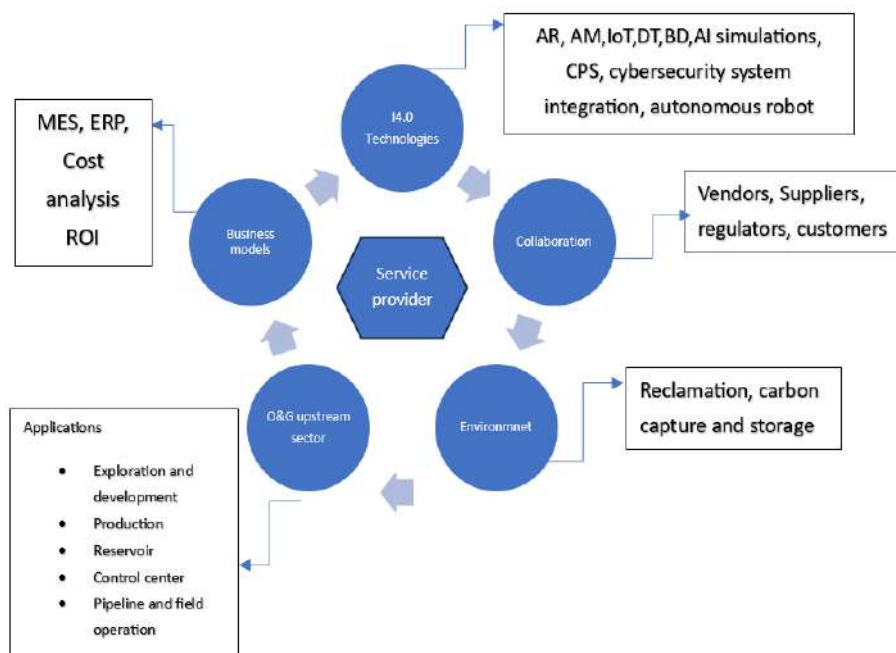 AR, AM,IoT,DT,BD,AI simulations,
CPS, cybersecurity system
integration, autonomous robot
I4.0
Technologies
MES, ERP,
Cost
analysis
ROI
Business
models
Collaboration
Vendors, Suppliers,
regulators, customers
Service
provider
O&G upstream
sector
Environmnet
Reclamation, carbon
capture and storage
Applications
• Exploration and
development
• Production
• Reservoir
• Control center
• Pipeline and field
operation